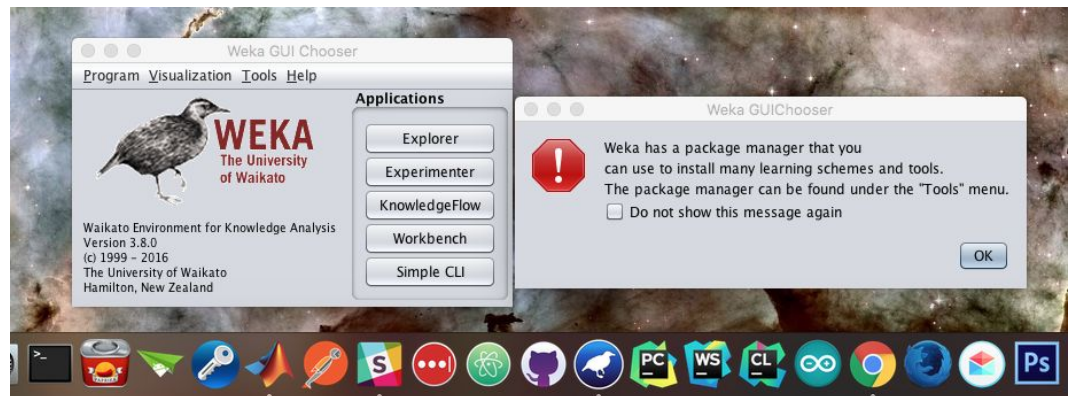 Weka GUI Chooser
Program Visualization Tools Help
WEKA
The University
of Waikato
Waikato Environment for Knowledge Analysis
Version 3.8.0
(c) 1999 - 2016
The University of Waikato
Hamilton, New Zealand
Applications
Explorer
Experimenter
KnowledgeFlow
Workbench
Simple CLI
Weka GUIChooser
Weka has a package manager that you
can use to install many learning schemes and tools.
The package manager can be found under the "Tools" menu.
Do not show this message again
OK
>_
S
PC
WS
CL
Ps